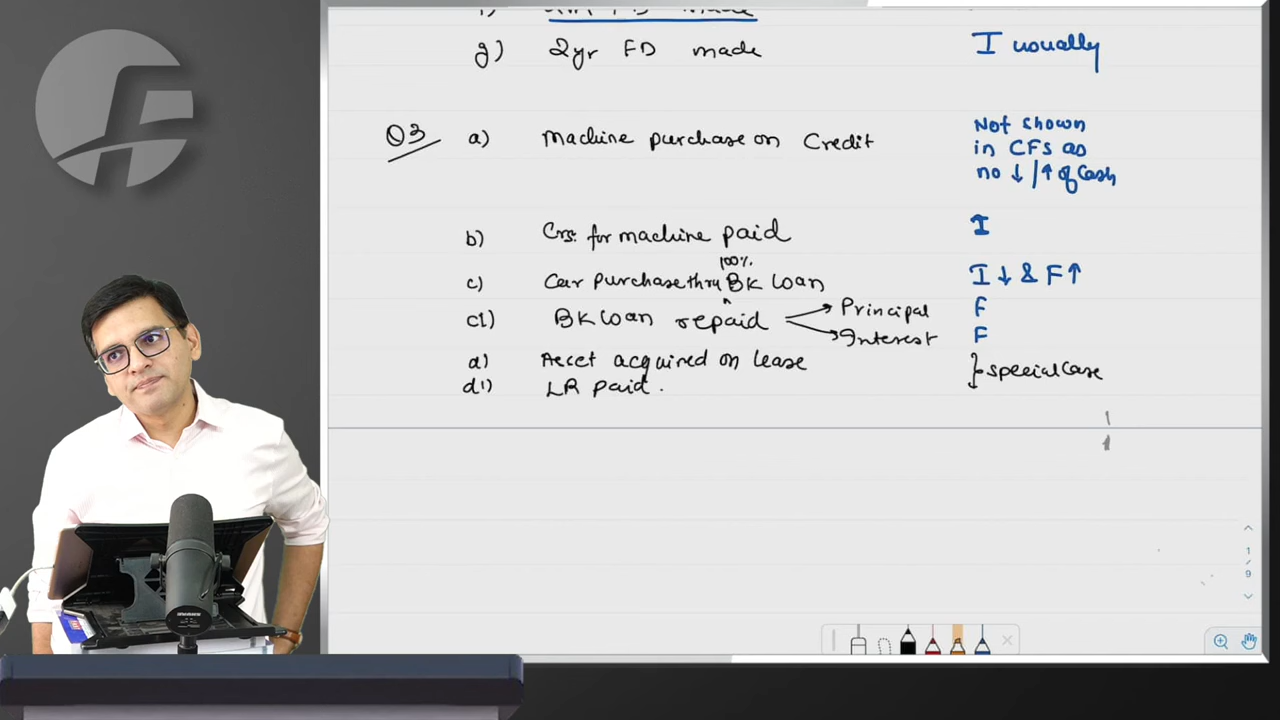 g) 2yr FD made I usually
Q3 a) Machine purchase on Credit Not shown
in CFS as
no ↓/↑ of Cash
b) Crs. for machine paid I
100%
c) Car purchase thru BK loan I ↓ & F↑
c1) BK loan repaid Principal F
Interest F
d) Asset acquired on lease
d1) LR paid. special case
1
9